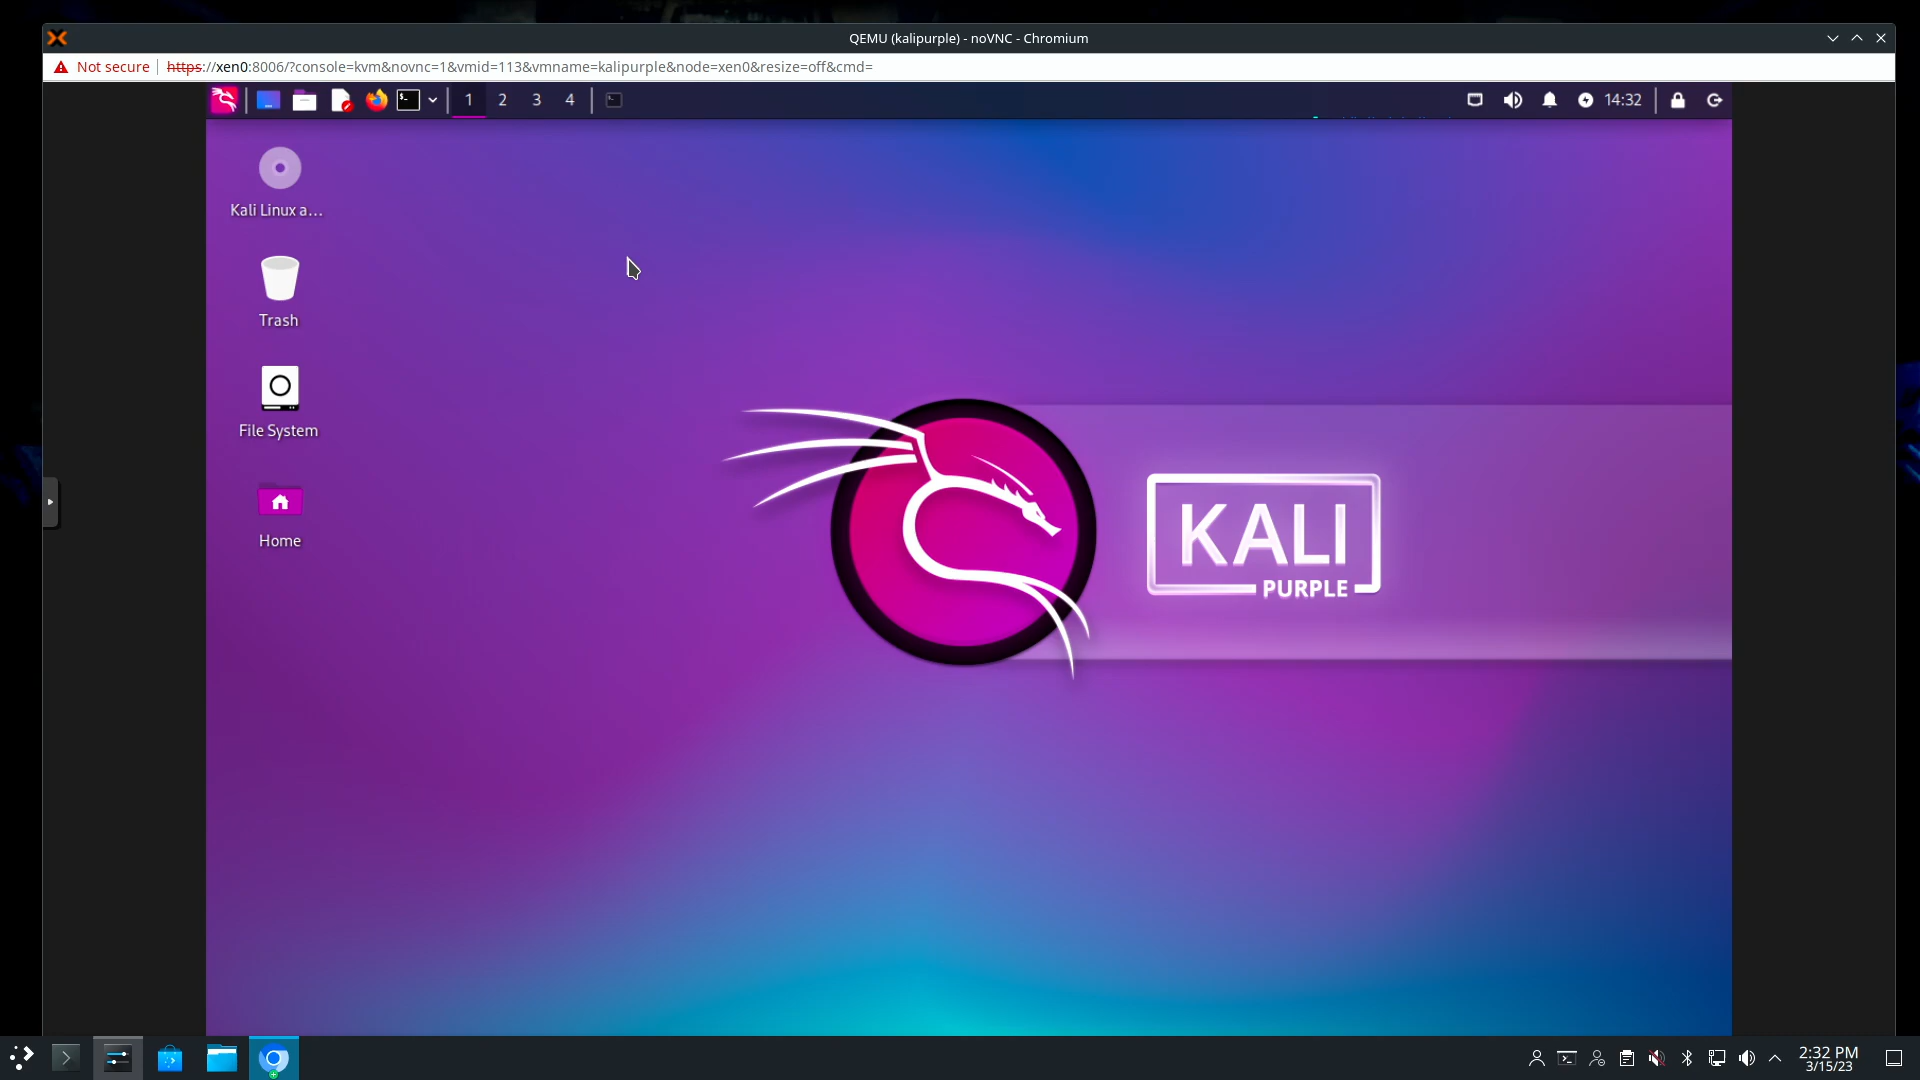 QEMU (kalipurple) - noVNC - Chromium
Not secure
https://xen0:8006/?console=kvm&novnc=1&vmid=113&vmname=kalipurple&node=xen0&resize=off&cmd=
1 2 3 4
14:32
Kali Linux a...
Trash
File System
Home
KALI
PURPLE
2:32 PM
3/15/23